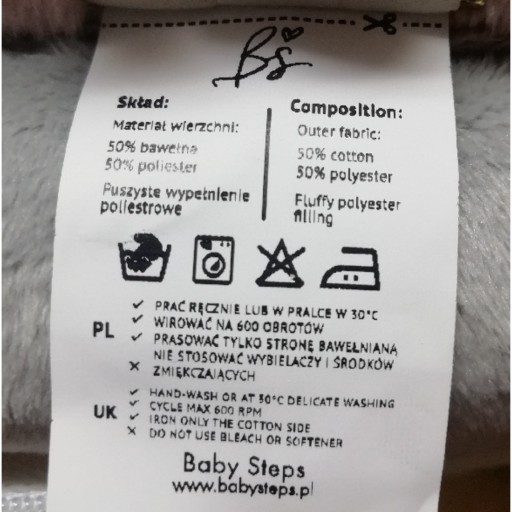 Bs
Skład:
Materiał wierzchni:
50% bawełna
50% poliester
Puszyste wypełnienie
poliestrowe
Composition:
Outer fabric:
50% cotton
50% polyester
Fluffy polyester
filling
PL
PRAĆ RĘCZNIE LUB W PRALCE W 30°C
WIROWAĆ NA 600 OBROTÓW
PRASOWAĆ TYLKO STRONĘ BAWEŁNIANĄ
NIE STOSOWAĆ WYBIELACZY I ŚRODKÓW
ZMIĘKCZAJĄCYCH
UK
HAND-WASH OR AT 30°C DELICATE WASHING
CYCLE MAX 600 RPM
IRON ONLY THE COTTON SIDE
DO NOT USE BLEACH OR SOFTENER
Baby Steps
www.babysteps.pl